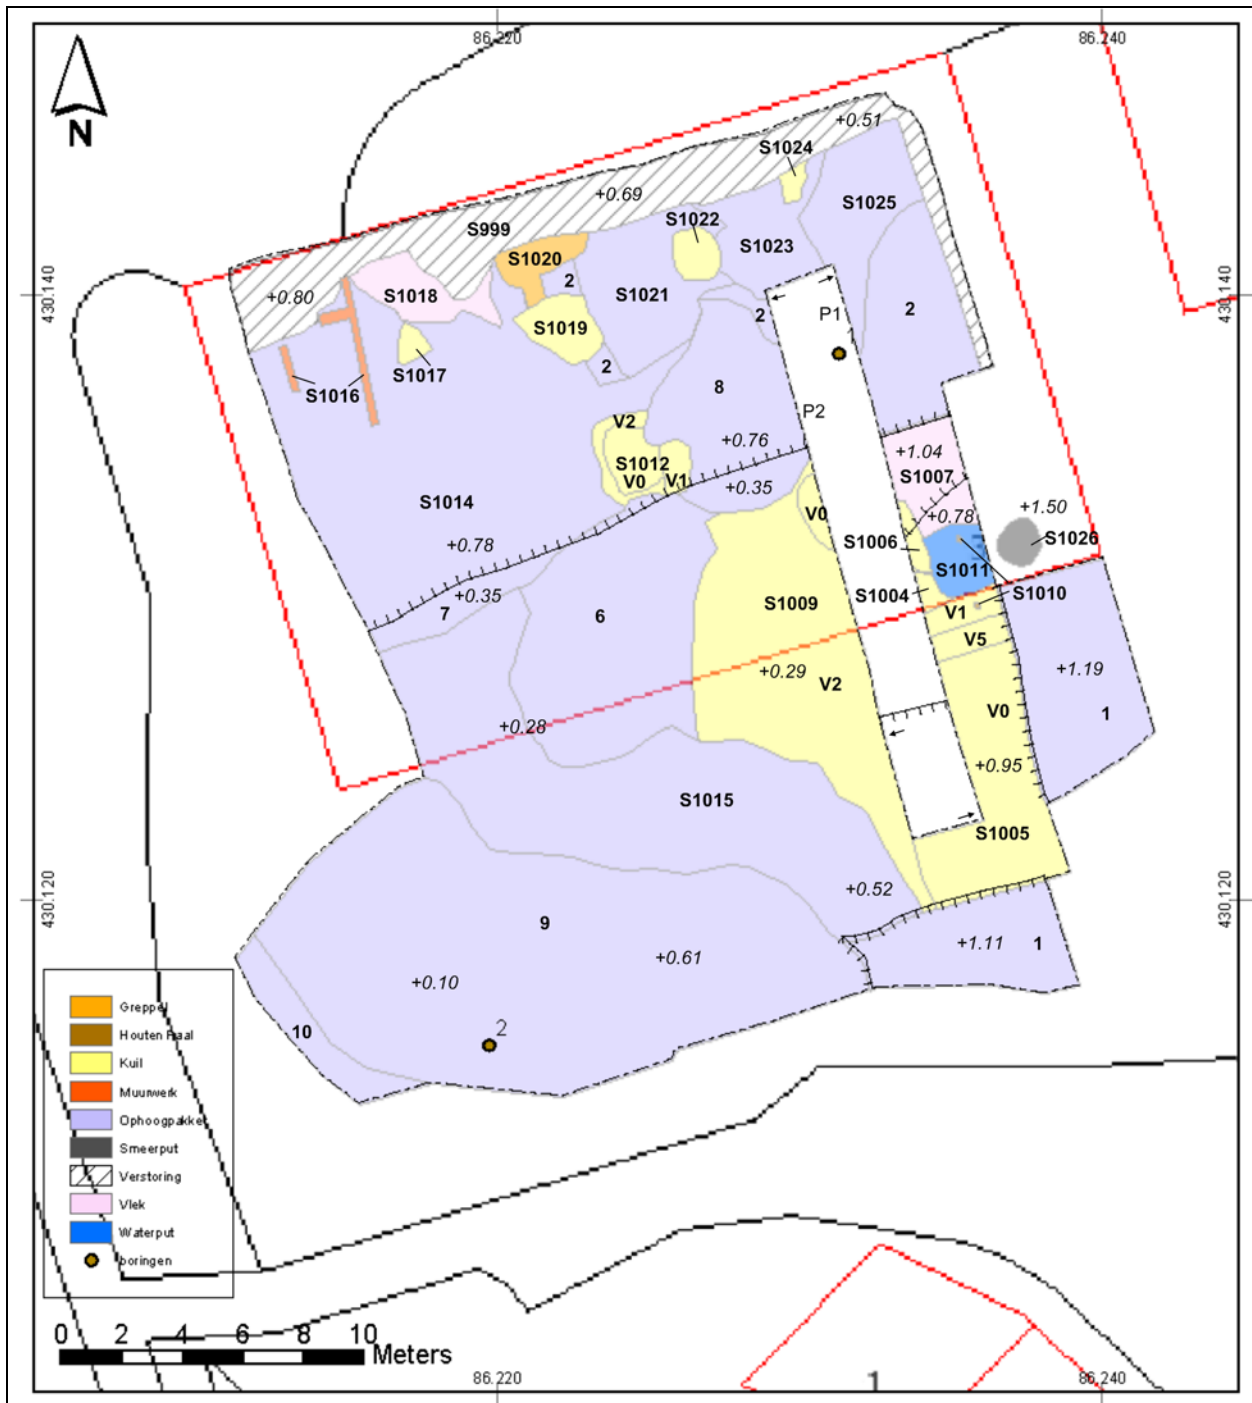 86.220
86.240
N
+0.51
S1024
+0.69
S1025
S1022
S999
S1023
S1020
2
+0.80
S1018
S1021
430.140
430.140
2
2
P1
S1019
2
S1017
S1016
8
P2
V2
+0.76
+1.04
S1012
V0
V1
S1007
+0.35
S1014
V0
+0.78
+1.50
+0.78
S1006
S1026
S1011
+0.35
S1004
S1010
7
6
S1009
V1
V5
+0.29
+1.19
V2
V0
1
+0.28
+0.95
S1015
S1005
+0.52
430.120
430.120
9
+1.11
1
+0.61
+0.10
10
2
Greppel
Houten Paal
Kuil
Muurwerk
Ophoogpakket
Smeerput
Verstoring
Vlek
Waterput
boringen
0 2 4 6 8 10
Meters
86.220
1
86.240